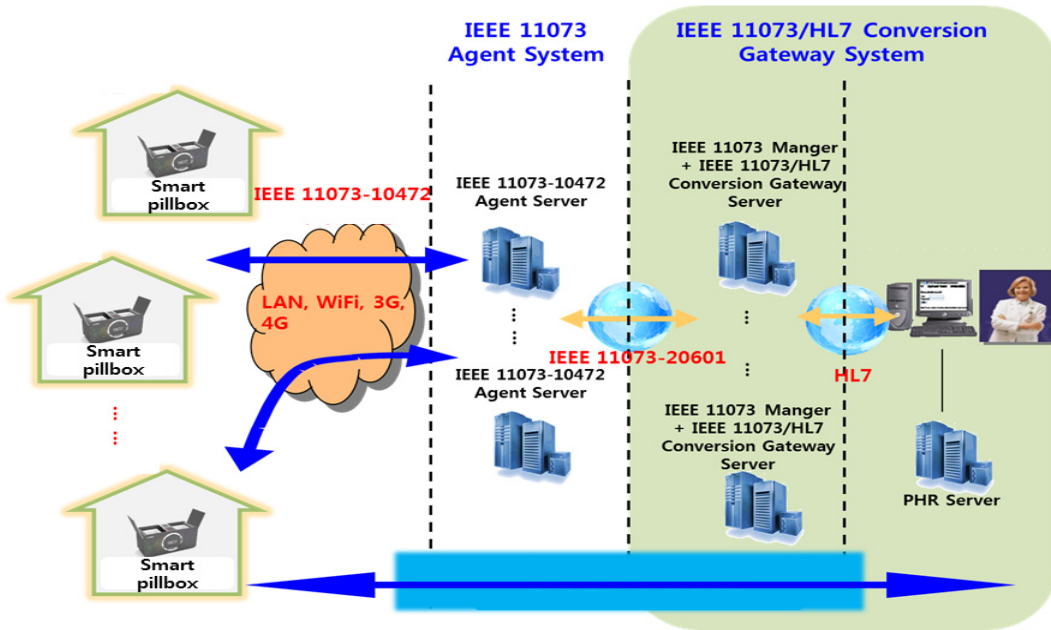 IEEE 11073
Agent System
IEEE 11073/HL7 Conversion
Gateway System
Smart
pillbox
IEEE 11073-10472
IEEE 11073-10472
Agent Server
IEEE 11073 Manger
+ IEEE 11073/HL7
Conversion Gateway
Server
LAN, WiFi, 3G,
4G
Smart
pillbox
IEEE 11073-20601
HL7
IEEE 11073-10472
Agent Server
IEEE 11073 Manger
+ IEEE 11073/HL7
Conversion Gateway
Server
PHR Server
Smart
pillbox